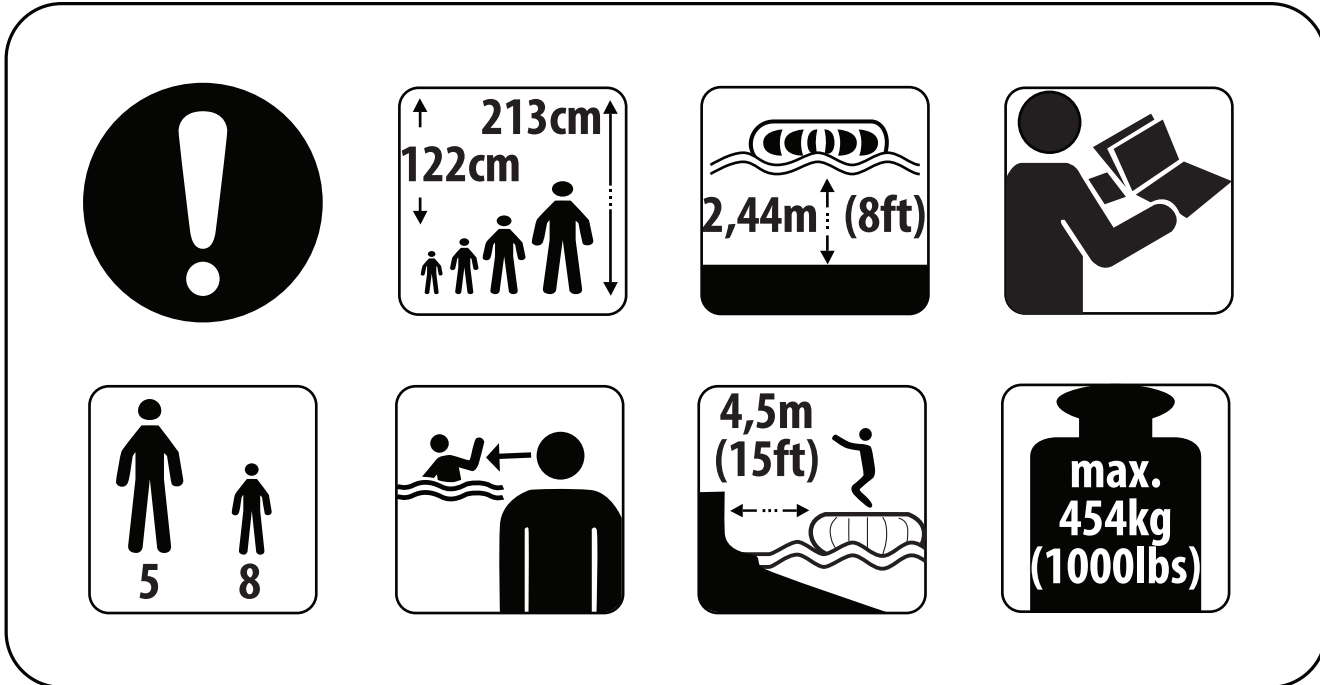 213cm
122cm
2,44m (8ft)
5 8
4,5m
(15ft)
max.
454kg
(1000lbs)